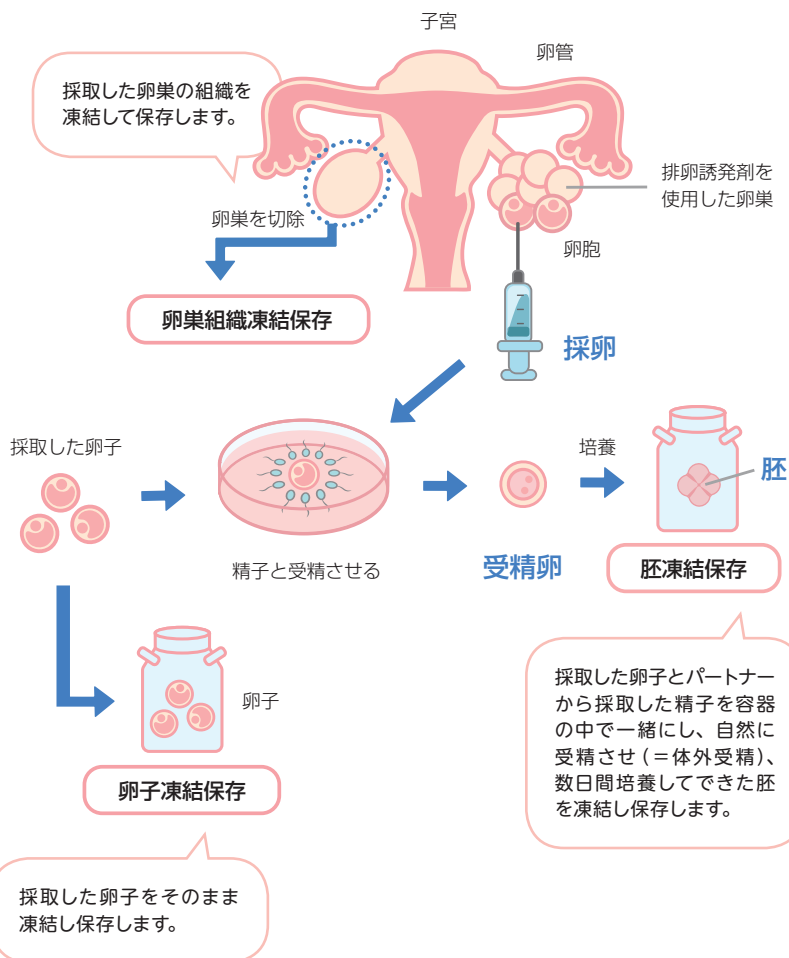 子宮
卵管
採取した卵巣の組織を
凍結して保存します。
排卵誘発剤を
使用した卵巣
卵巣を切除
卵胞
卵巣組織凍結保存
採卵
採取した卵子
培養
胚
精子と受精させる
受精卵
胚凍結保存
卵子
採取した卵子とパートナー
から採取した精子を容器
の中で一緒にし、自然に
受精させ（＝体外受精）、
数日間培養してできた胚
を凍結し保存します。
卵子凍結保存
採取した卵子をそのまま
凍結し保存します。